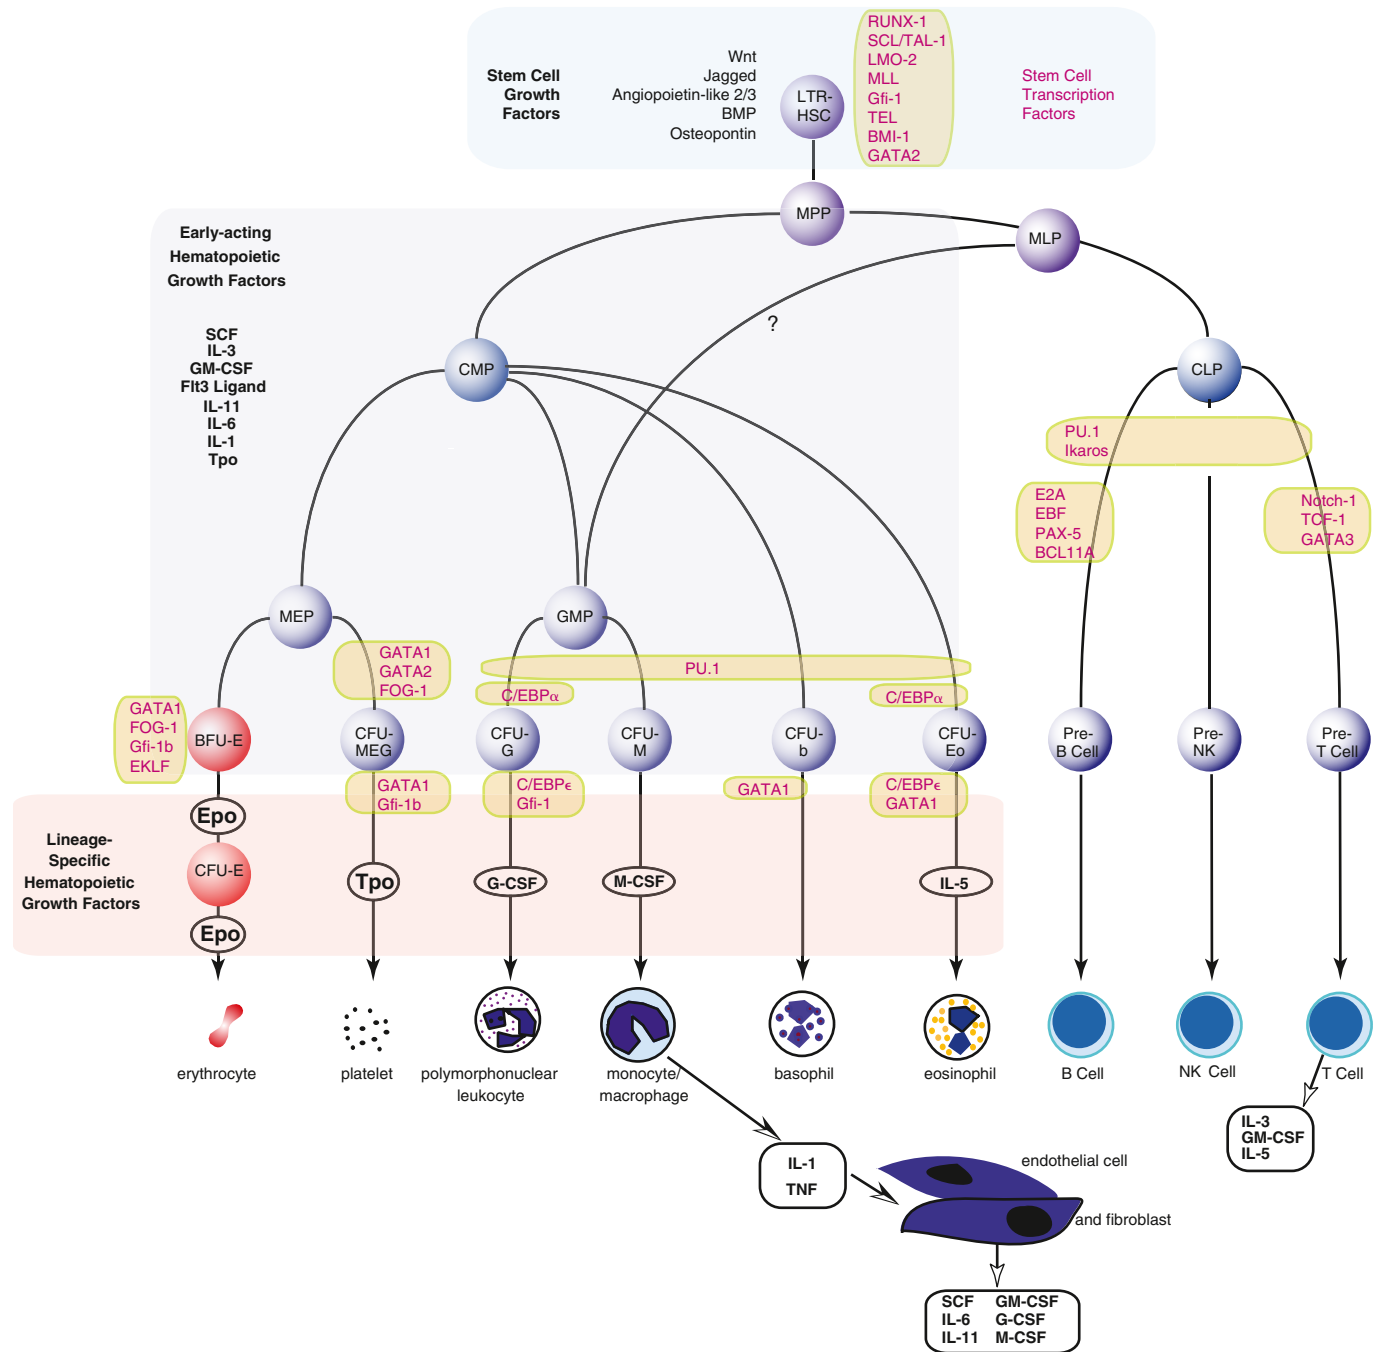 Stem Cell
Growth
Factors
Wnt
Jagged
Angiopoietin-like 2/3
BMP
Osteopontin
LTR-
HSC
RUNX-1
SCL/TAL-1
LMO-2
MLL
Gfi-1
TEL
BMI-1
GATA2
Stem Cell
Transcription
Factors
MPP
MLP
Early-acting
Hematopoietic
Growth Factors
SCF
IL-3
GM-CSF
Flt3 Ligand
IL-11
IL-6
IL-1
Tpo
?
CMP
CLP
PU.1
Ikaros
E2A
EBF
PAX-5
BCL11A
Notch-1
TCF-1
GATA3
MEP
GMP
GATA1
GATA2
FOG-1
PU.1
C/EBPα
C/EBPα
GATA1
FOG-1
Gfi-1b
EKLF
BFU-E
CFU-
MEG
CFU-
G
CFU-
M
CFU-
b
CFU-
Eo
Pre-
B Cell
Pre-
NK
Pre-
T Cell
GATA1
Gfi-1b
C/EBPϵ
Gfi-1
GATA1
C/EBPϵ
GATA1
Lineage-
Specific
Hematopoietic
Growth Factors
Epo
CFU-E
Epo
Tpo
G-CSF
M-CSF
IL-5
erythrocyte
platelet
polymorphonuclear
leukocyte
monocyte/
macrophage
basophil
eosinophil
B Cell
NK Cell
T Cell
IL-3
GM-CSF
IL-5
IL-1
TNF
endothelial cell
and fibroblast
SCF GM-CSF
IL-6 G-CSF
IL-11 M-CSF